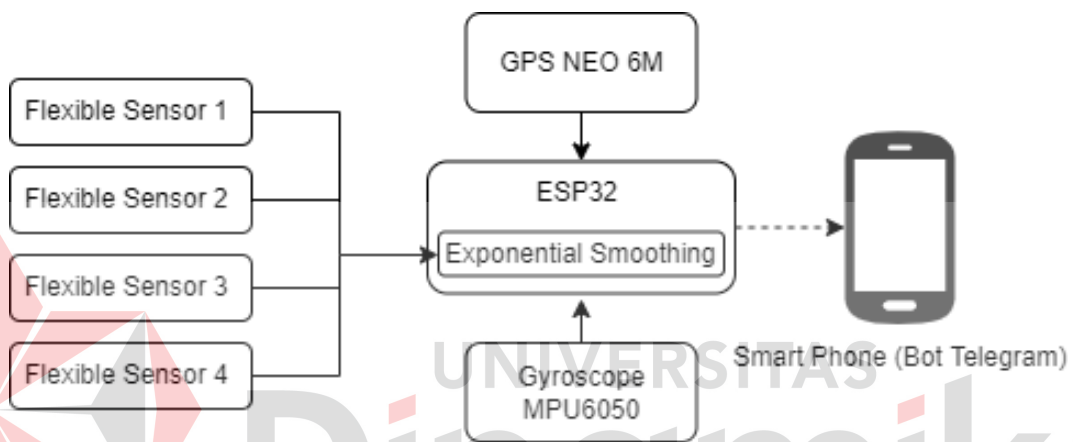 GPS NEO 6M
Flexible Sensor 1
Flexible Sensor 2
Flexible Sensor 3
Flexible Sensor 4
ESP32
Exponential Smoothing
Gyroscope
MPU6050
Smart Phone (Bot Telegram)
UNIVERSITAS
Dinamik